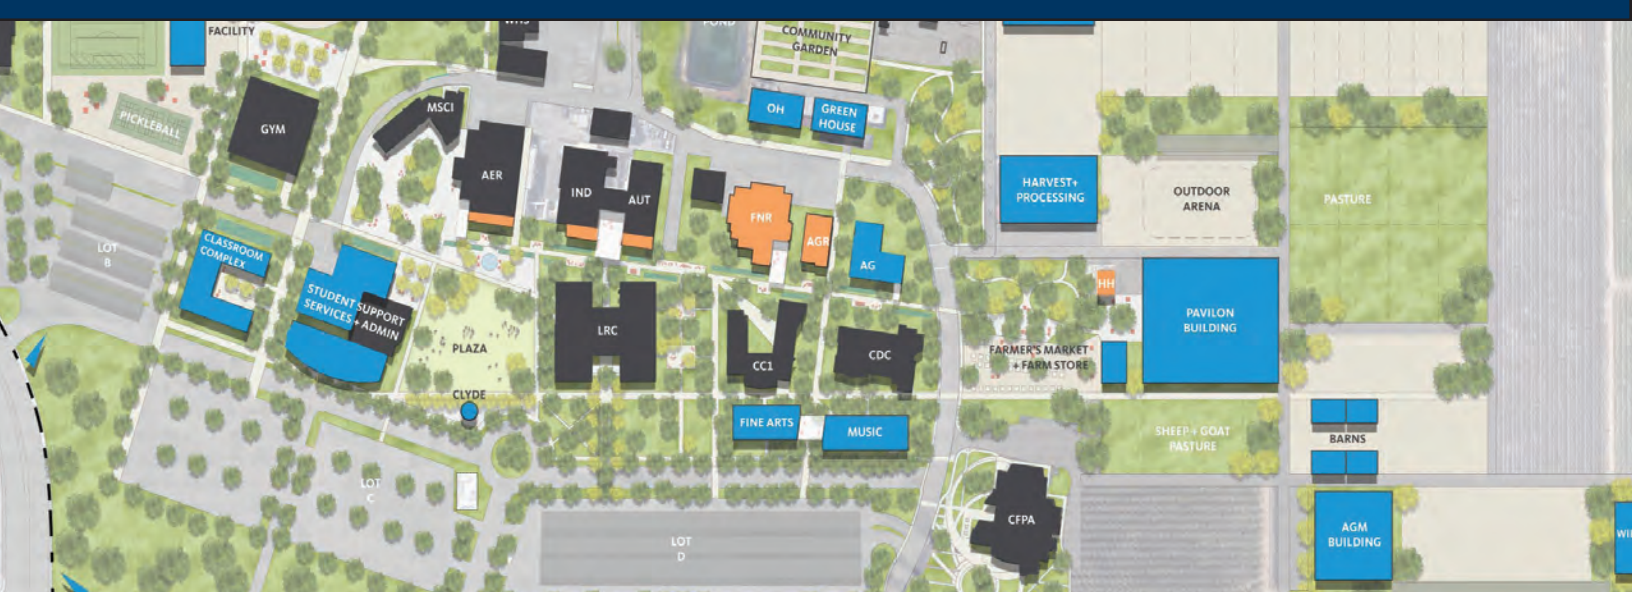 WHS
POND
FACILITY
COMMUNITY
GARDEN
MSCI
OH
GREEN
HOUSE
PICKLEBALL
GYM
AER
IND
AUT
HARVEST+
PROCESSING
OUTDOOR
ARENA
PASTURE
FNR
AGR
AG
LOT
B
CLASSROOM
COMPLEX
HH
STUDENT SUPPORT
SERVICES + ADMIN
PAVILON
BUILDING
LRC
PLAZA
CC1
CDC
FARMER'S MARKET
+ FARM STORE
CLYDE
FINE ARTS
MUSIC
SHEEP + GOAT
PASTURE
BARNS
LOT
C
CFPA
AGM
BUILDING
LOT
D